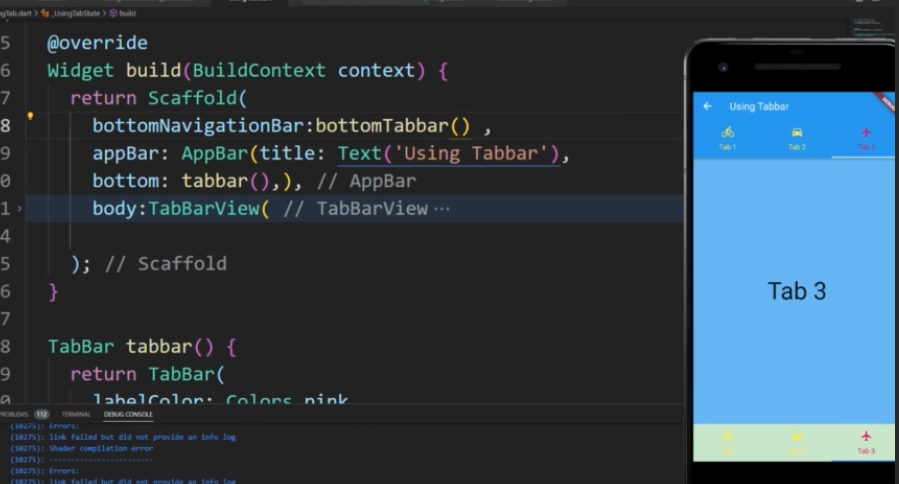 ngTab.dart > _UsingTabState > build
5 @override
6 Widget build(BuildContext context) {
7 return Scaffold(
8 bottomNavigationBar:bottomTabbar() ,
9 appBar: AppBar(title: Text('Using Tabbar'),
0 bottom: tabbar(),), // AppBar
1 > body:TabBarView( // TabBarView ···
4
5 ); // Scaffold
6 }
7
8 TabBar tabbar() {
9 return TabBar(
0 labelColor: Colors.pink
PROBLEMS 112 TERMINAL DEBUG CONSOLE
(10275): Errors:
(10275): link failed but did not provide an info log
(10275): Shader compilation error
(10275): -------------------------
(10275): Errors:
(10275): link failed but did not provide an info log
Using Tabbar
Tab 1 Tab 2 Tab 3
Tab 3
Tab 3